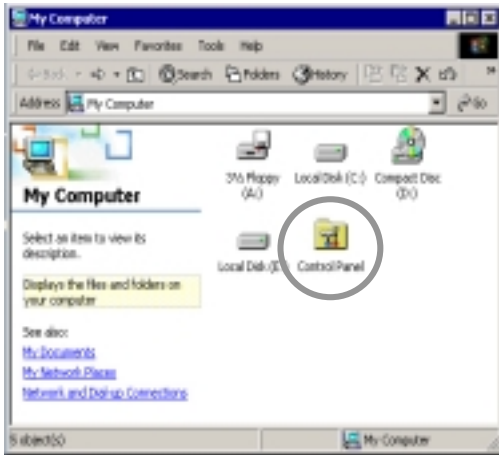 My Computer
File Edit View Favorites Tools Help
Back Search Folders History
Address My Computer Go
My Computer
Select an item to view its
description.
Displays the files and folders on
your computer
See also:
My Documents
My Network Places
Network and Dial-up Connections
3½ Floppy
(A:)
Local Disk (C:)
Compact Disc
(D:)
Local Disk (E
Control Panel
5 object(s) My Computer